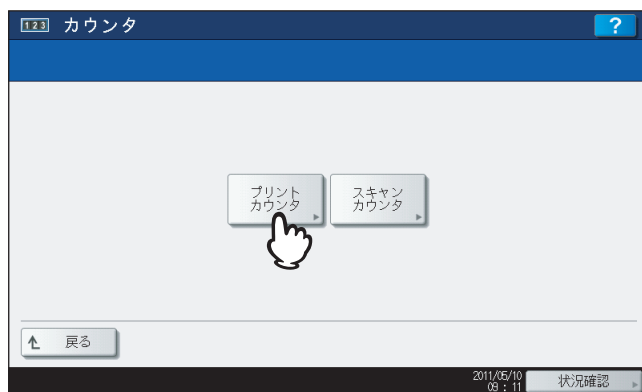 123 カウンタ
?
プリント
カウンタ
スキャン
カウンタ
戻る
2011/05/10
09 : 11
状況確認